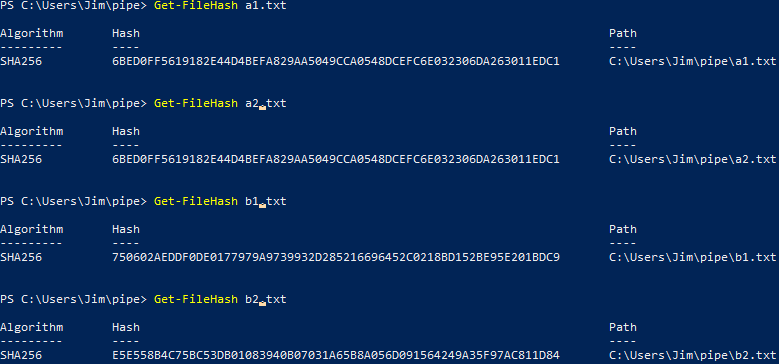 PS C:\Users\Jim\pipe> Get-FileHash a1.txt
Algorithm Hash Path
--------- ---- ----
SHA256 6BED0FF5619182E44D4BEFA829AA5049CCA0548DCEFC6E032306DA263011EDC1 C:\Users\Jim\pipe\a1.txt
PS C:\Users\Jim\pipe> Get-FileHash a2.txt
Algorithm Hash Path
--------- ---- ----
SHA256 6BED0FF5619182E44D4BEFA829AA5049CCA0548DCEFC6E032306DA263011EDC1 C:\Users\Jim\pipe\a2.txt
PS C:\Users\Jim\pipe> Get-FileHash b1.txt
Algorithm Hash Path
--------- ---- ----
SHA256 750602AEDDF0DE0177979A9739932D285216696452C0218BD152BE95E201BDC9 C:\Users\Jim\pipe\b1.txt
PS C:\Users\Jim\pipe> Get-FileHash b2.txt
Algorithm Hash Path
--------- ---- ----
SHA256 E5E558B4C75BC53DB01083940B07031A65B8A056D091564249A35F97AC811D84 C:\Users\Jim\pipe\b2.txt